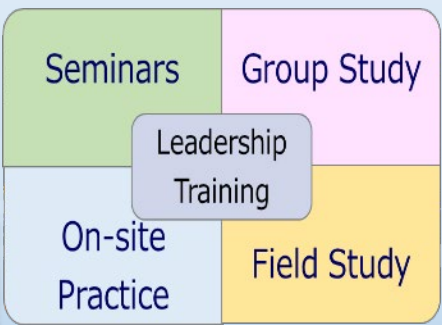 Seminars
Group Study
Leadership
Training
On-site
Practice
Field Study